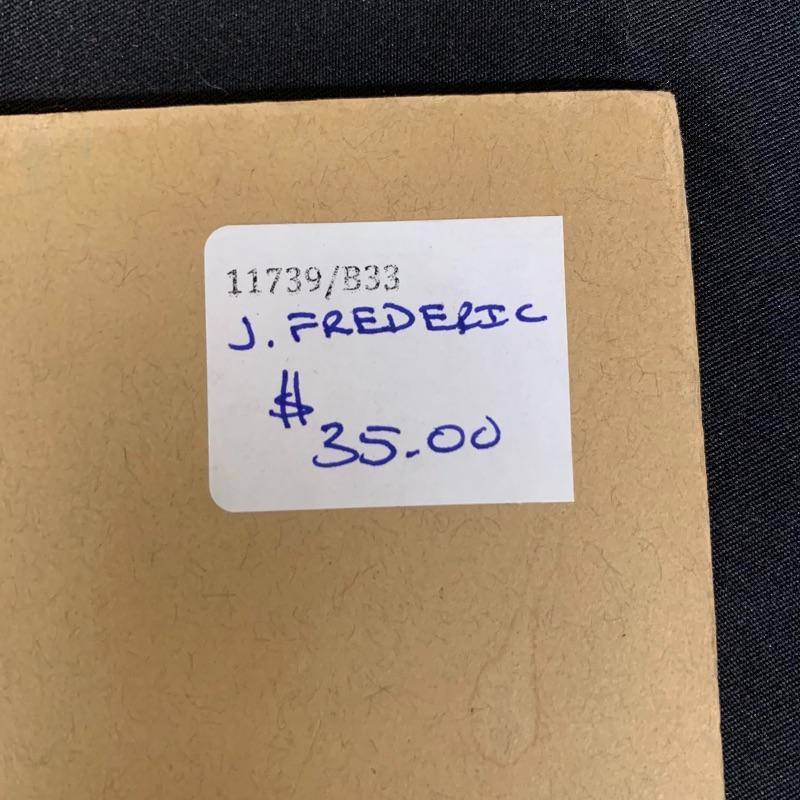 11739/B33
J. FREDERIC
$
35.00